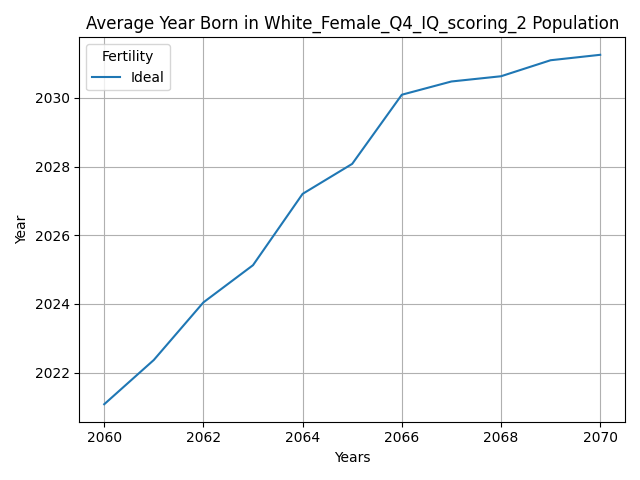 Average Year Born in White_Female_Q4_IQ_scoring_2 Population
Fertility
Ideal
2030
2028
2026
2024
2022
Year
2060 2062 2064 2066 2068 2070
Years